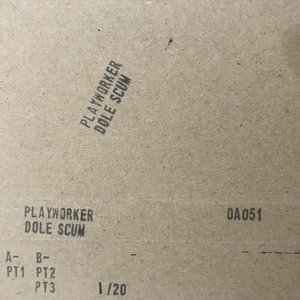 PLAYWORKER
DOLE SCUM
PLAYWORKER OA051
DOLE SCUM
A- B-
PT1 PT2
PT3 1/20